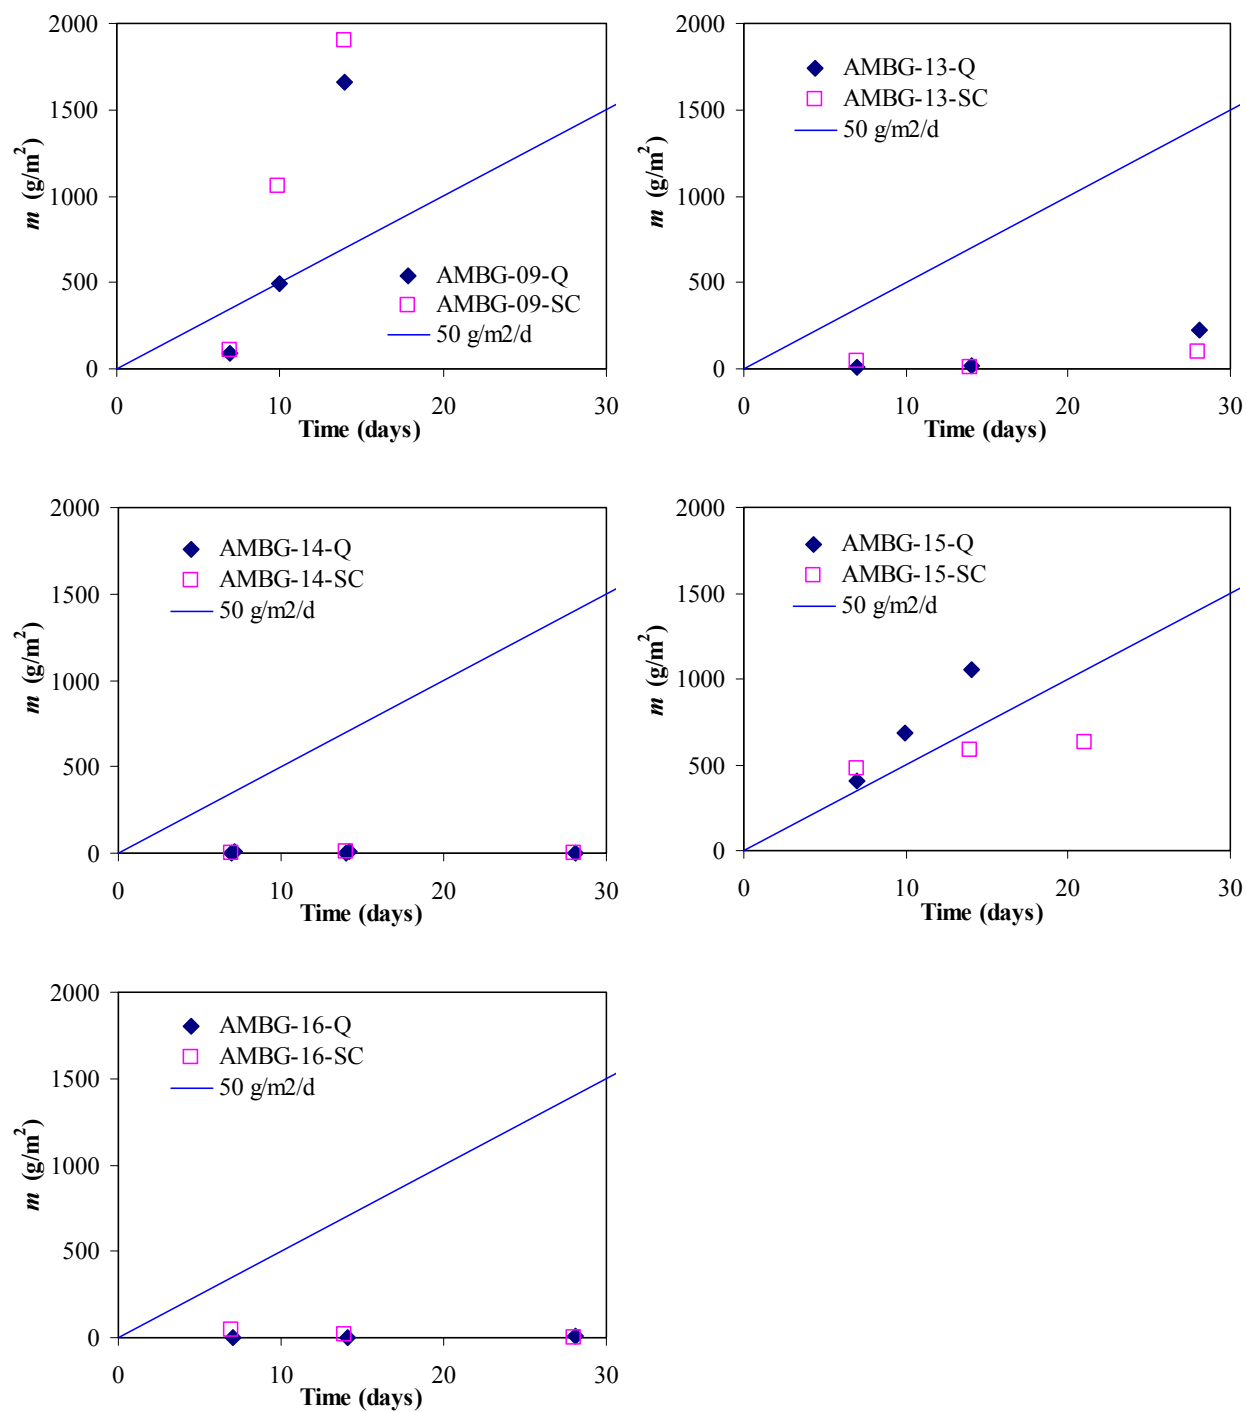 2000
1500
1000
500
0
m (g/m²)
AMBG-09-Q
AMBG-09-SC
50 g/m2/d
0 10 20 30
Time (days)
2000
1500
1000
500
0
m (g/m²)
AMBG-13-Q
AMBG-13-SC
50 g/m2/d
0 10 20 30
Time (days)
2000
1500
1000
500
0
m (g/m²)
AMBG-14-Q
AMBG-14-SC
50 g/m2/d
0 10 20 30
Time (days)
2000
1500
1000
500
0
m (g/m²)
AMBG-15-Q
AMBG-15-SC
50 g/m2/d
0 10 20 30
Time (days)
2000
1500
1000
500
0
m (g/m²)
AMBG-16-Q
AMBG-16-SC
50 g/m2/d
0 10 20 30
Time (days)